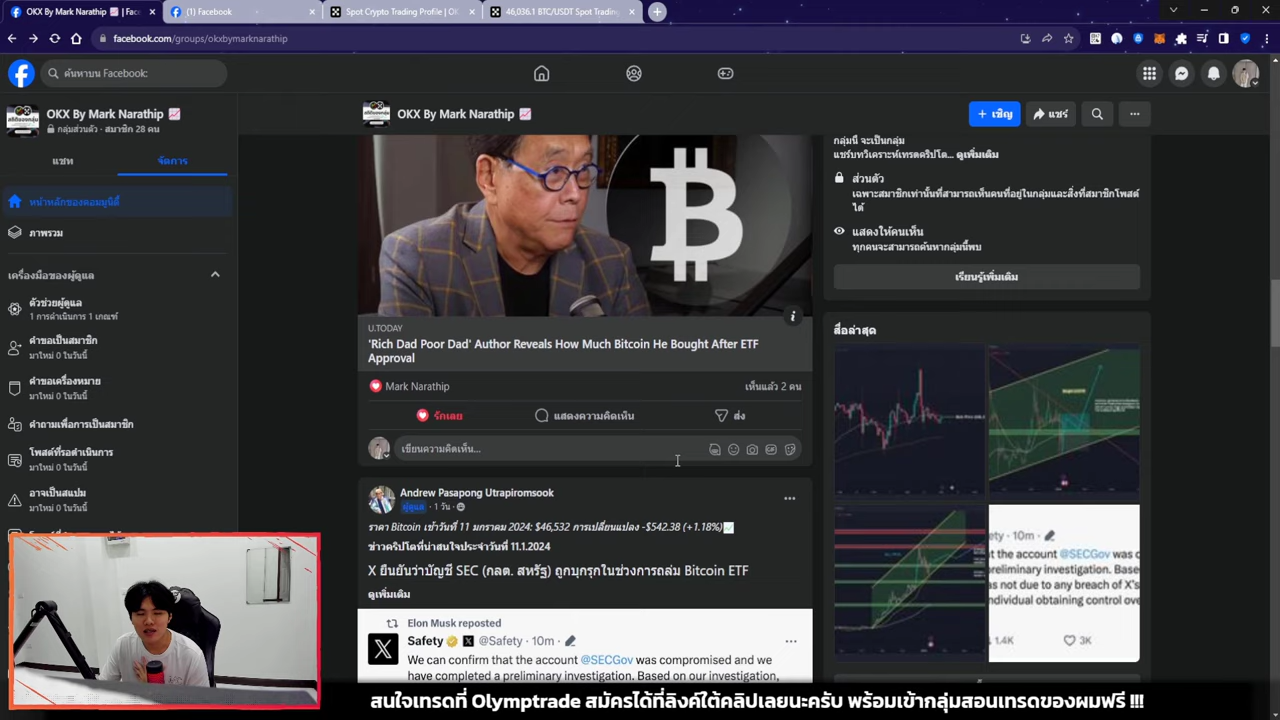 OKX By Mark Narathip 📈 | Fac
(1) Facebook
Spot Crypto Trading Profile | OK
46,036.1 BTC/USDT Spot Trading
facebook.com/groups/okxbymarknarathip
ค้นหาบน Facebook
OKX By Mark Narathip 📈
กลุ่มส่วนตัว · สมาชิก 28 คน
แชท
จัดการ
หน้าหลักของคอมมูนิตี้
ภาพรวม
เครื่องมือของผู้ดูแล
ตัวช่วยผู้ดูแล
1 การดำเนินการ 1 เกณฑ์
คำขอเป็นสมาชิก
มาใหม่ 0 ในวันนี้
คำขอเครื่องหมาย
มาใหม่ 0 ในวันนี้
คำถามเพื่อการเป็นสมาชิก
โพสต์ที่รอดำเนินการ
มาใหม่ 0 ในวันนี้
อาจเป็นสแปม
มาใหม่ 0 ในวันนี้
OKX By Mark Narathip 📈
+ เชิญ
แชร์
U.TODAY
'Rich Dad Poor Dad' Author Reveals How Much Bitcoin He Bought After ETF
Approval
Mark Narathip
เห็นแล้ว 2 คน
รักเลย
แสดงความคิดเห็น
ส่ง
เขียนความคิดเห็น...
Andrew Pasapong Utrapiromsook
ผู้ดูแล · 1 วัน ·
ราคา Bitcoin เช้าวันที่ 11 มกราคม 2024: $46,532 การเปลี่ยนแปลง -$542.38 (+1.18%)📈
ข่าวคริปโตที่น่าสนใจประจำวันที่ 11.1.2024
X ยืนยันว่าบัญชี SEC (กลต. สหรัฐ) ถูกบุกรุกในช่วงการถล่ม Bitcoin ETF
ดูเพิ่มเติม
Elon Musk reposted
Safety @Safety · 10m ·
We can confirm that the account @SECGov was compromised and we
have completed a preliminary investigation. Based on our investigation,
กลุ่มนี้ จะเป็นกลุ่ม
แชร์บทวิเคราะห์เทรดคริปโต... ดูเพิ่มเติม
ส่วนตัว
เฉพาะสมาชิกเท่านั้นที่สามารถเห็นคนที่อยู่ในกลุ่มและสิ่งที่สมาชิกโพสต์
ได้
แสดงให้คนเห็น
ทุกคนจะสามารถค้นหากลุ่มนี้พบ
เรียนรู้เพิ่มเติม
สื่อล่าสุด
ety · 10m ·
the account @SECGov was c
preliminary investigation. Base
as not due to any breach of X's
individual obtaining control ove
1.4K
3K
สนใจเทรดที่ Olymptrade สมัครได้ที่ลิงค์ใต้คลิปเลยนะครับ พร้อมเข้ากลุ่มสอนเทรดของผมฟรี !!!